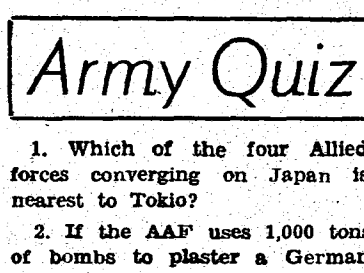 Army Quiz
1. Which of the four Allied
forces converging on Japan is
nearest to Tokio?
2. If the AAF uses 1,000 tons
of bombs to plaster a German